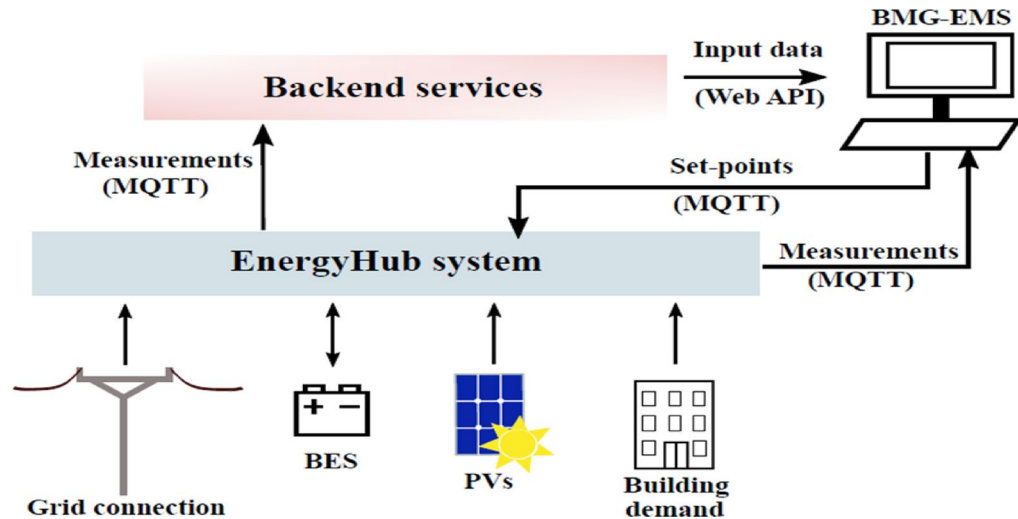 BMG-EMS
Input data
(Web API)
Backend services
Measurements
(MQTT)
Set-points
(MQTT)
EnergyHub system
Measurements
(MQTT)
BES
PVs
Grid connection
Building
demand